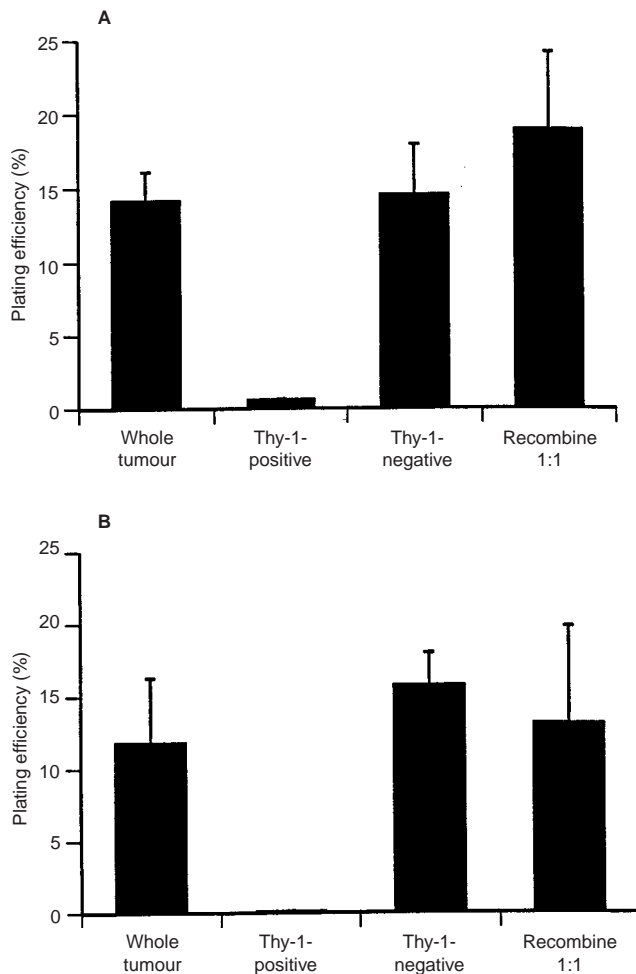 A
Plating efficiency (%)
25
20
15
10
5
0
Whole
tumour
Thy-1-
positive
Thy-1-
negative
Recombine
1:1
B
Plating efficiency (%)
25
20
15
10
5
0
Whole
tumour
Thy-1-
positive
Thy-1-
negative
Recombine
1:1